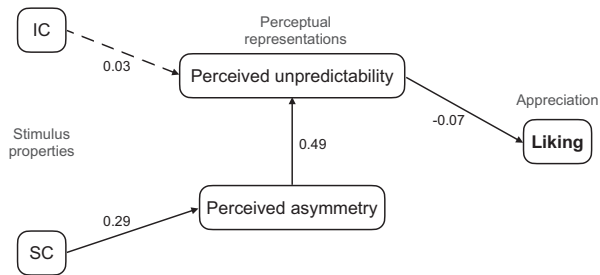 IC
Perceptual
representations
0.03
Perceived unpredictability
Appreciation
-0.07
Stimulus
properties
Liking
0.49
Perceived asymmetry
0.29
SC